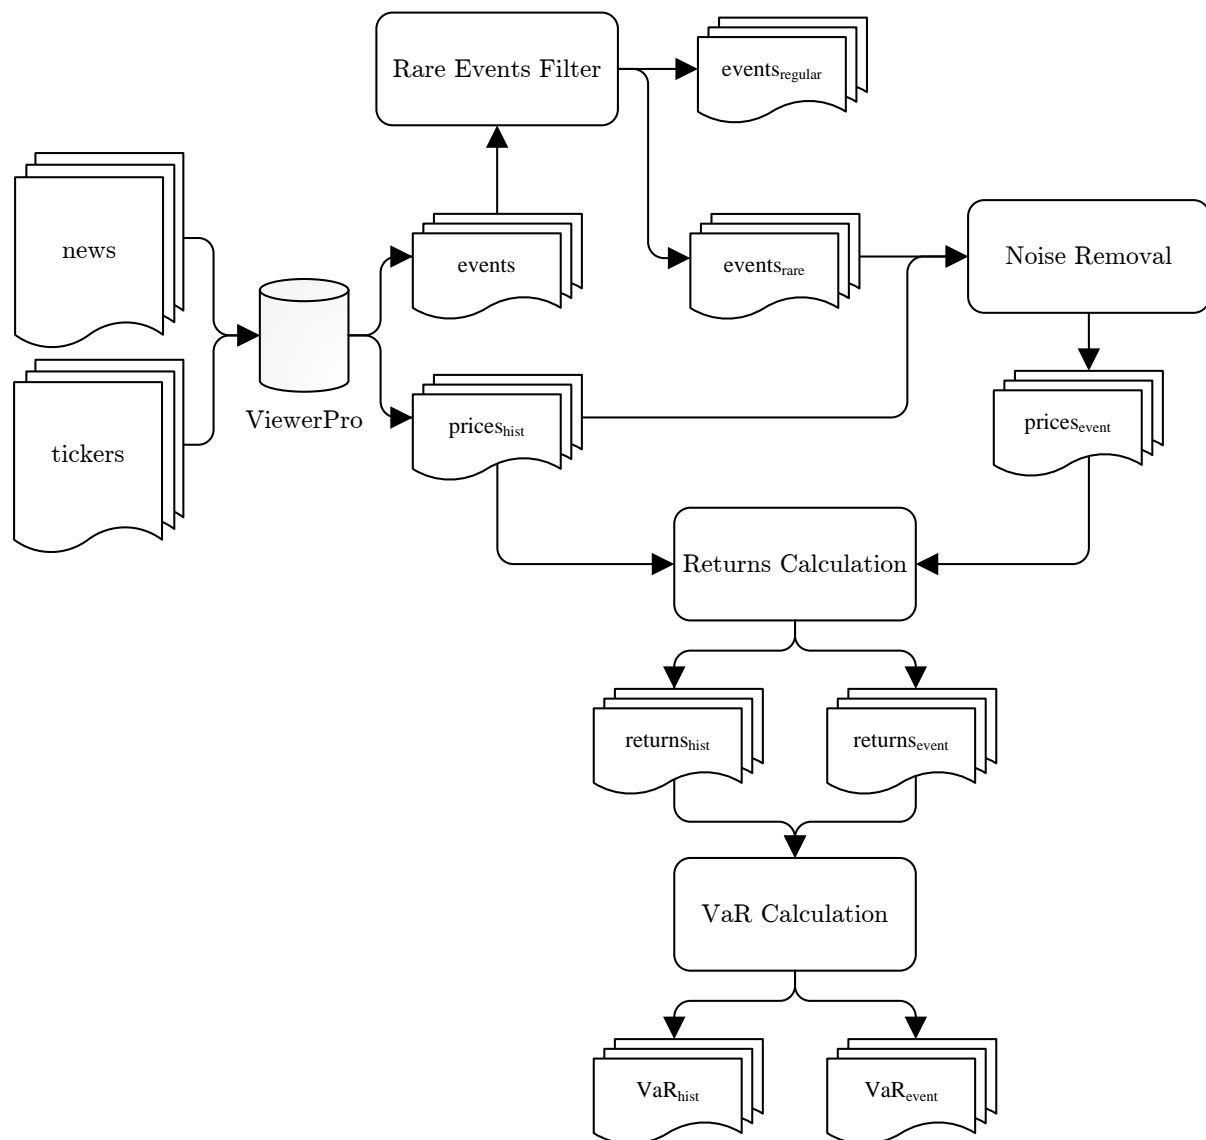 Rare Events Filter
events_regular
news
events
events_rare
Noise Removal
ViewerPro
tickers
prices_hist
prices_event
Returns Calculation
returns_hist
returns_event
VaR Calculation
VaR_hist
VaR_event